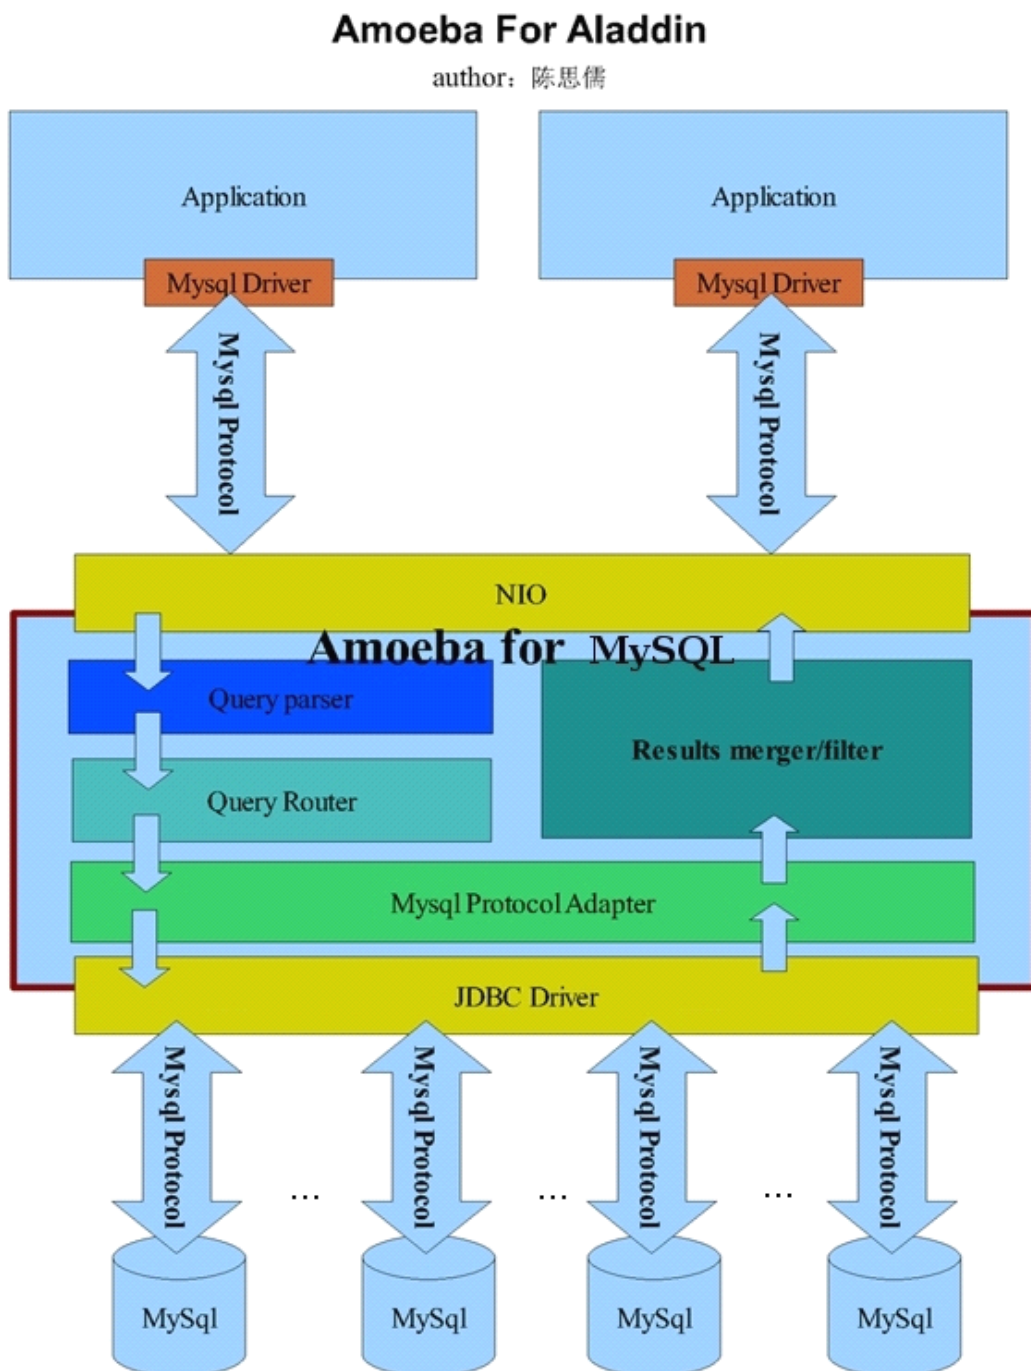 Amoeba For Aladdin
author：陈思儒
Application
Application
Mysql Driver
Mysql Driver
Mysql Protocol
Mysql Protocol
NIO
Amoeba for MySQL
Query parser
Results merger/filter
Query Router
Mysql Protocol Adapter
JDBC Driver
Mysql Protocol
Mysql Protocol
Mysql Protocol
Mysql Protocol
...
...
...
MySql
MySql
MySql
MySql